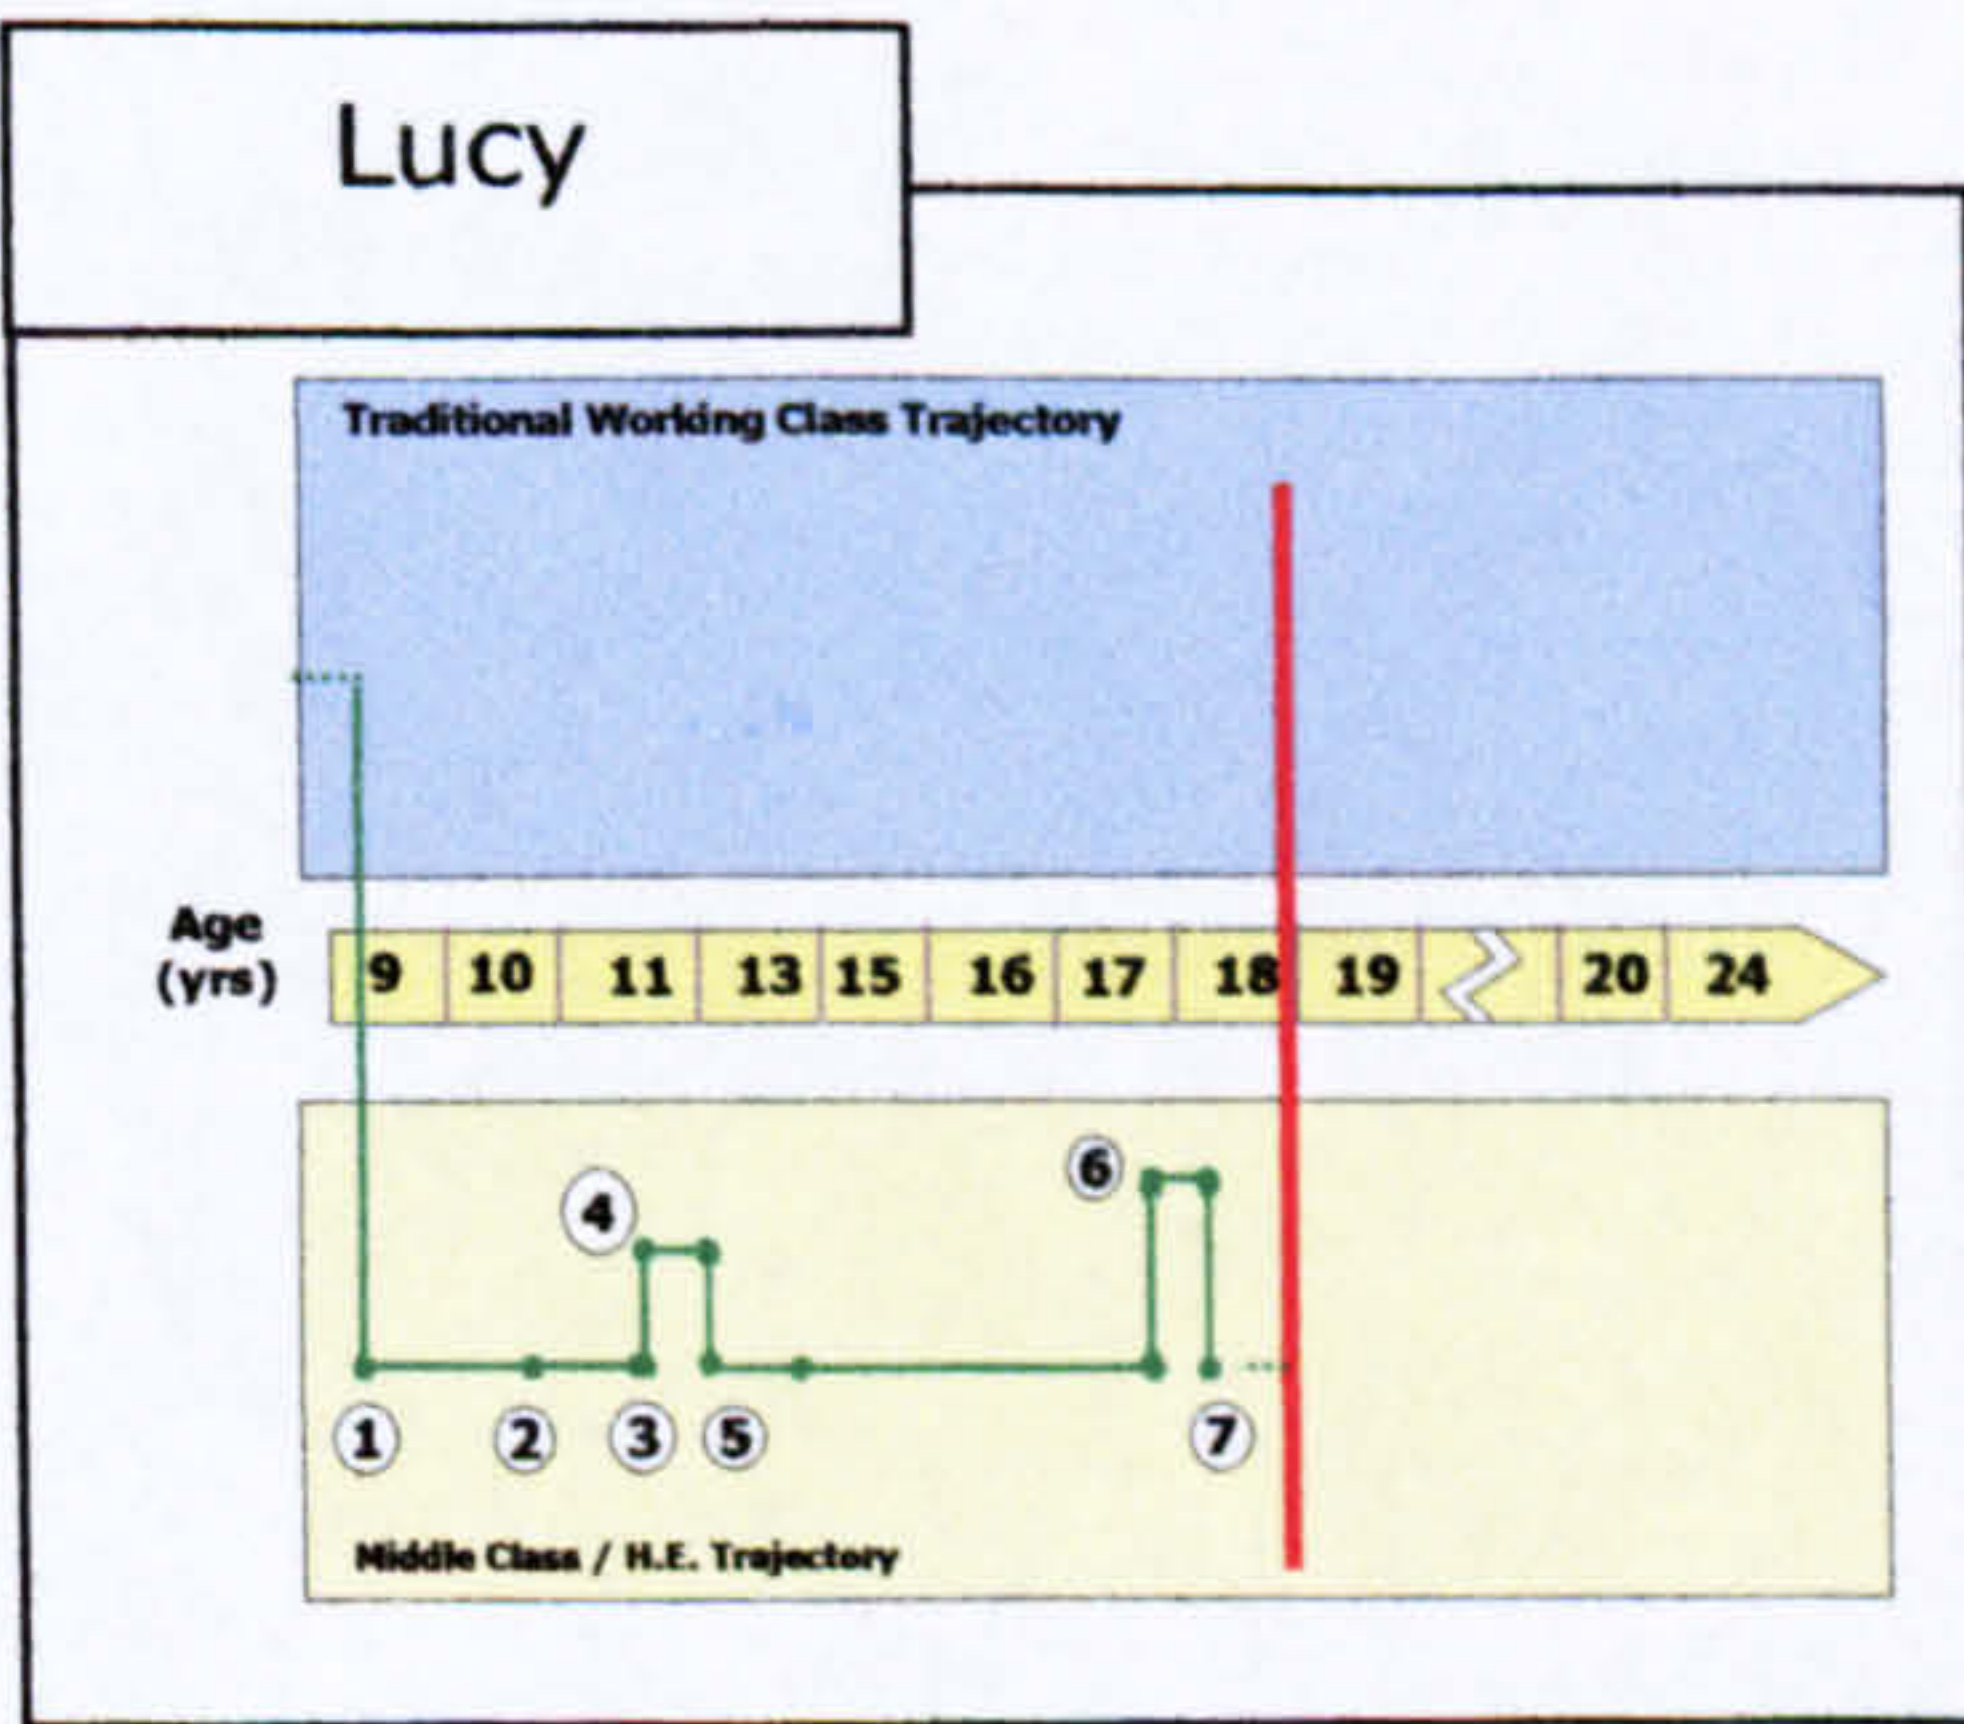 Lucy
Traditional Working Class Trajectory
Age
(yrs)
9 10 11 13 15 16 17 18 19 20 24
6
4
1 2 3 5 7
Middle Class / H.E. Trajectory